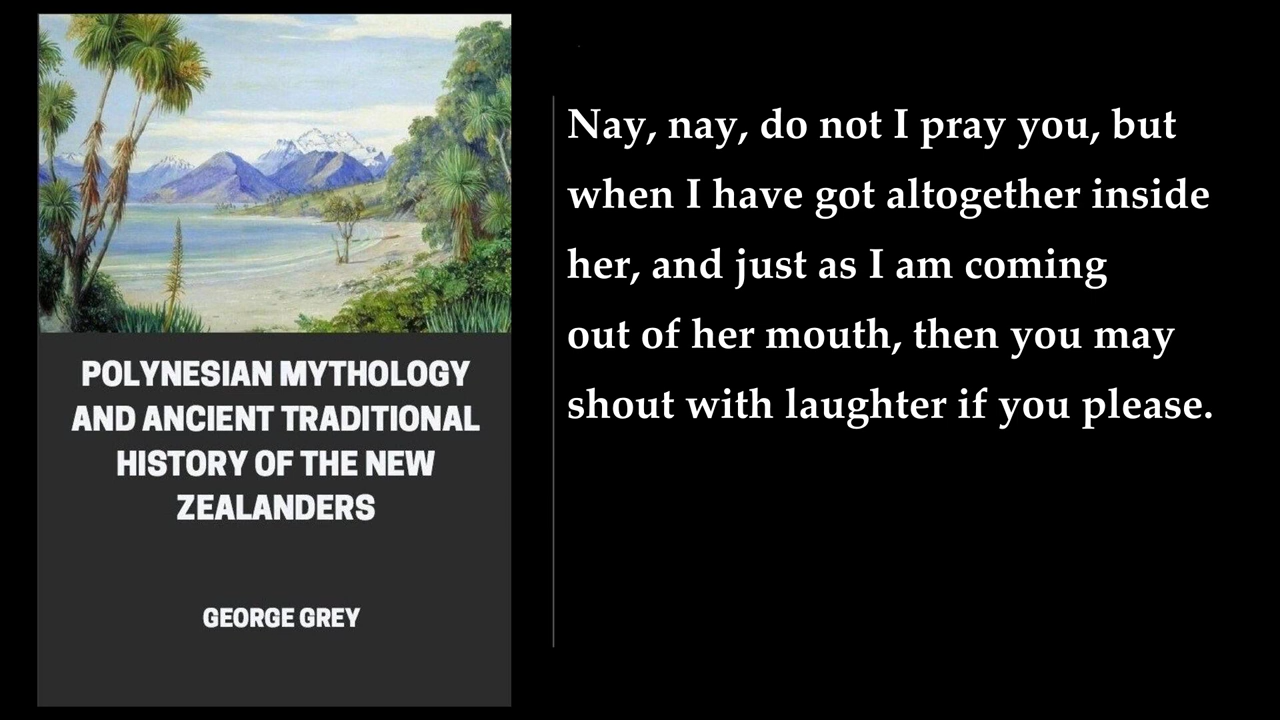 POLYNESIAN MYTHOLOGY
AND ANCIENT TRADITIONAL
HISTORY OF THE NEW
ZEALANDERS
GEORGE GREY
Nay, nay, do not I pray you, but
when I have got altogether inside
her, and just as I am coming
out of her mouth, then you may
shout with laughter if you please.